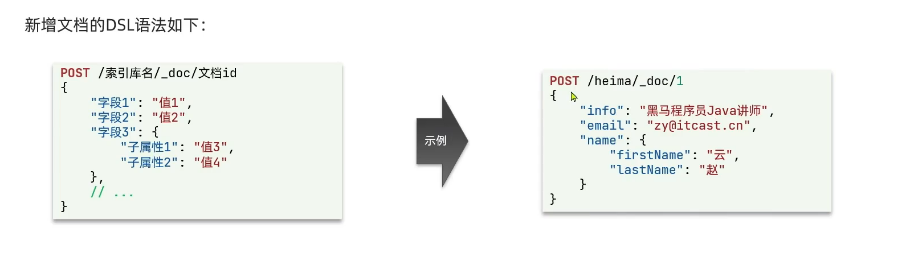 新增文档的DSL语法如下：
POST /索引库名/_doc/文档id
{
    "字段1": "值1",
    "字段2": "值2",
    "字段3": {
        "子属性1": "值3",
        "子属性2": "值4"
    },
    // ...
}
示例
POST /heima/_doc/1
{
    "info": "黑马程序员Java讲师",
    "email": "zy@itcast.cn",
    "name": {
        "firstName": "云",
        "lastName": "赵"
    }
}